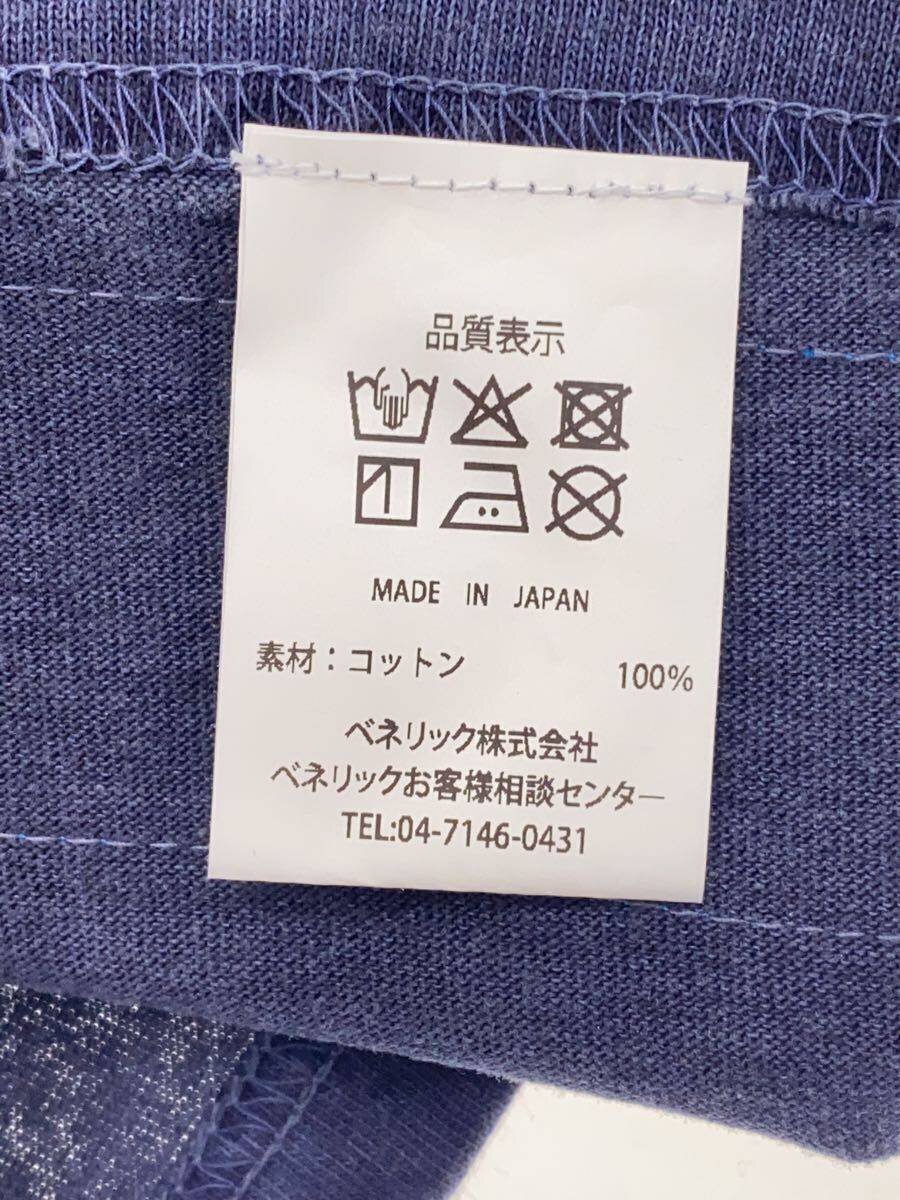 品質表示
MADE IN JAPAN
素材：コットン 100%
ベネリック株式会社
ベネリックお客様相談センター
TEL:04-7146-0431